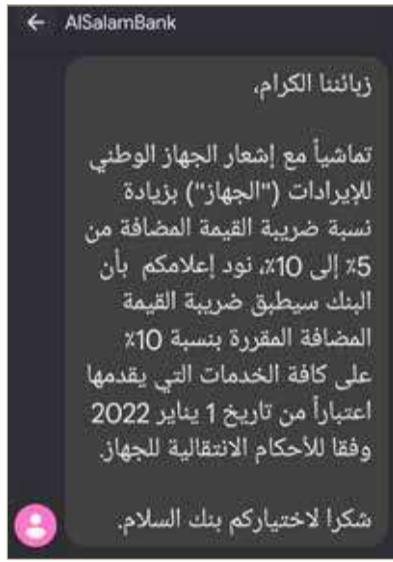 AlSalamBank
زبائننا الكرام،
تماشياً مع إشعار الجهاز الوطني
للإيرادات ("الجهاز") بزيادة
نسبة ضريبة القيمة المضافة من
5٪ إلى 10٪، نود إعلامكم بأن
البنك سيطبق ضريبة القيمة
المضافة المقررة بنسبة 10٪
على كافة الخدمات التي يقدمها
اعتباراً من تاريخ 1 يناير 2022
وفقا للأحكام الانتقالية للجهاز.
شكرا لاختياركم بنك السلام.